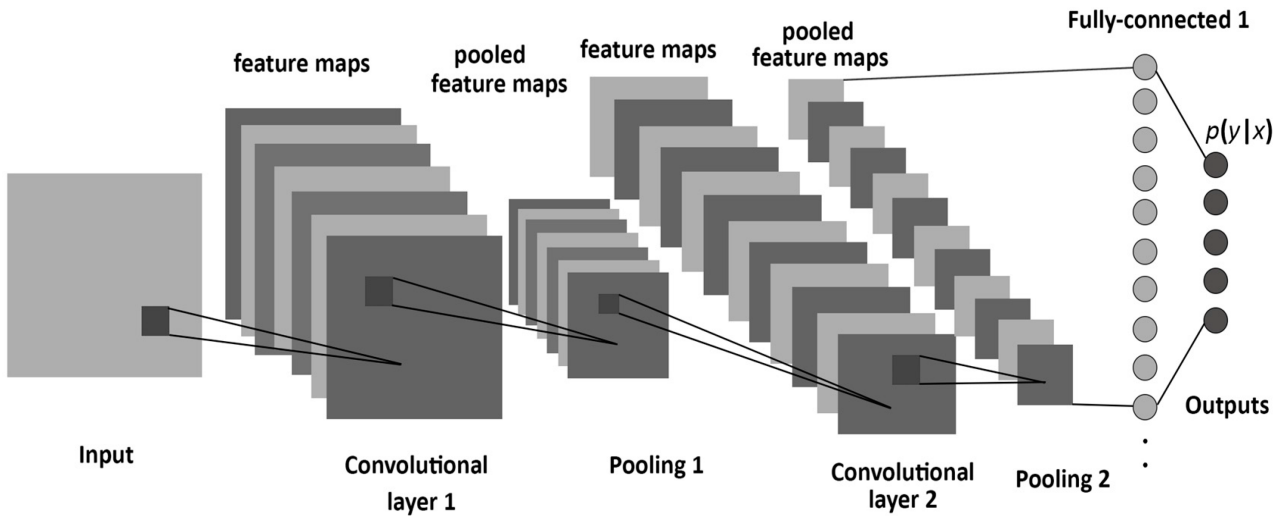 feature maps
pooled
feature maps
feature maps
pooled
feature maps
Fully-connected 1
p(y|x)
Outputs
Input
Convolutional
layer 1
Pooling 1
Convolutional
layer 2
Pooling 2